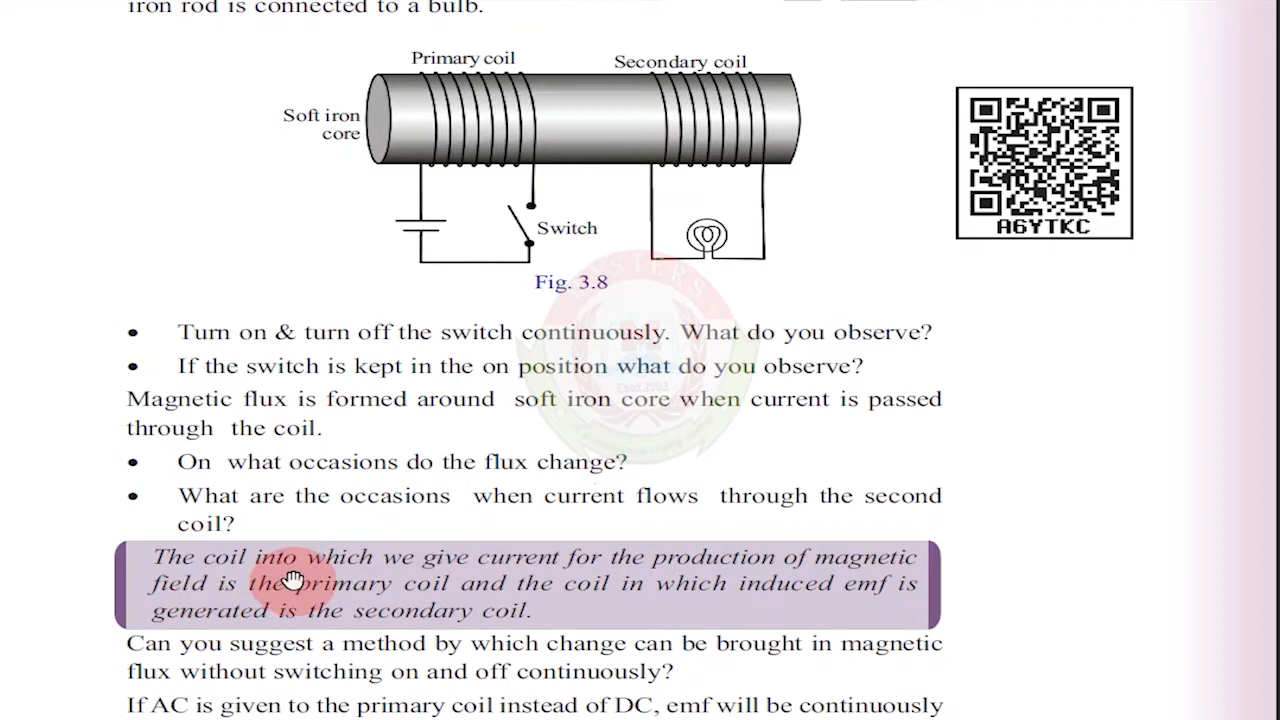 iron rod is connected to a bulb.
Primary coil
Secondary coil
Soft iron
core
Switch
A6YTKC
Fig. 3.8
• Turn on & turn off the switch continuously. What do you observe?
• If the switch is kept in the on position what do you observe?
Magnetic flux is formed around soft iron core when current is passed
through the coil.
• On what occasions do the flux change?
• What are the occasions when current flows through the second
coil?
The coil into which we give current for the production of magnetic
field is the primary coil and the coil in which induced emf is
generated is the secondary coil.
Can you suggest a method by which change can be brought in magnetic
flux without switching on and off continuously?
If AC is given to the primary coil instead of DC, emf will be continuously